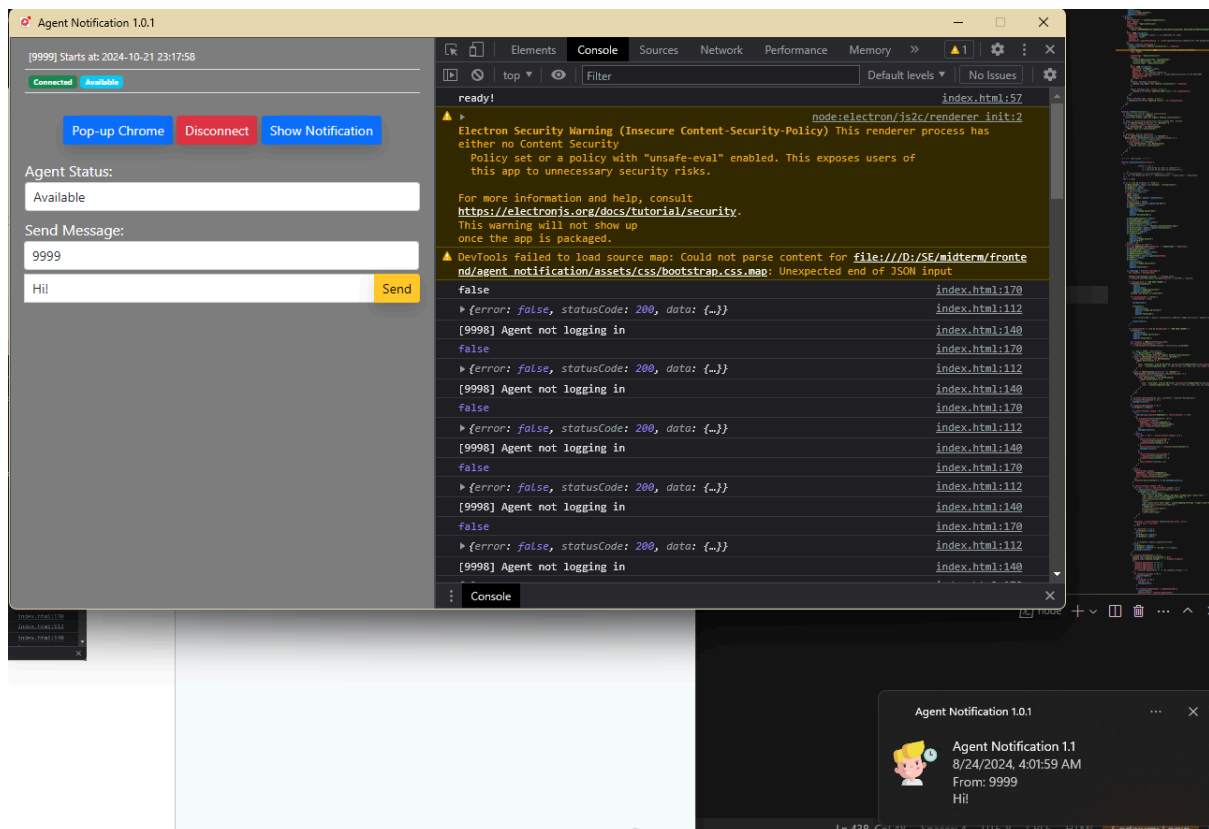 Agent Notification 1.0.1
[9999] Starts at: 2024-10-21 23:17:58
Connected Available
Pop-up Chrome Disconnect Show Notification
Agent Status:
Available
Send Message:
9999
Hi! Send
Elements Console Sources Network Performance Memory » 1
top ▼ Filter Default levels ▼ No Issues
ready! index.html:57
node:electron/js2c/renderer_init:2
Electron Security Warning (Insecure Content-Security-Policy) This renderer process has
either no Content Security
Policy set or a policy with "unsafe-eval" enabled. This exposes users of
this app to unnecessary security risks.
For more information and help, consult
https://electronjs.org/docs/tutorial/security.
This warning will not show up
once the app is packaged.
DevTools failed to load source map: Could not parse content for file:///D:/SE/midterm/fronte
nd/agent_notification/assets/css/bootstrap.css.map: Unexpected end of JSON input
false index.html:170
▶ {error: false, statusCode: 200, data: {…}} index.html:112
[9998] Agent not logging in index.html:140
false index.html:170
▶ {error: false, statusCode: 200, data: {…}} index.html:112
[9998] Agent not logging in index.html:140
false index.html:170
▶ {error: false, statusCode: 200, data: {…}} index.html:112
[9998] Agent not logging in index.html:140
false index.html:170
▶ {error: false, statusCode: 200, data: {…}} index.html:112
[9998] Agent not logging in index.html:140
false index.html:170
▶ {error: false, statusCode: 200, data: {…}} index.html:112
[9998] Agent not logging in index.html:140
Console
index.html:170
index.html:112
index.html:140
node
Agent Notification 1.0.1
Agent Notification 1.1
8/24/2024, 4:01:59 AM
From: 9999
Hi!